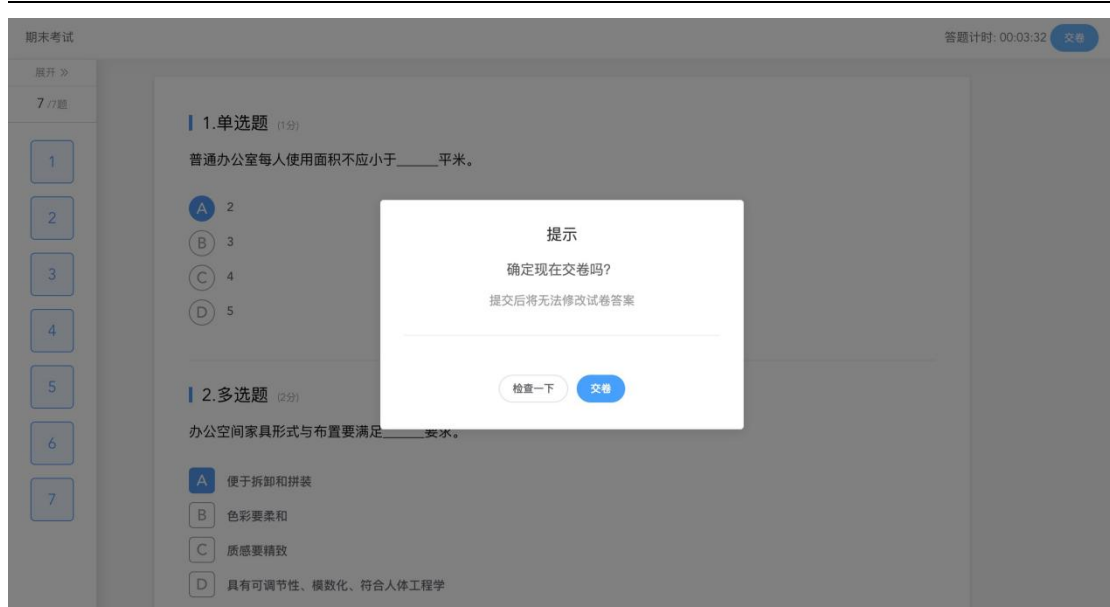 期末考试
答题计时: 00:03:32 交卷
展开 》
7 /7题
1
2
3
4
5
6
7
1.单选题 (1分)
普通办公室每人使用面积不应小于_____平米。
A 2
B 3
C 4
D 5
2.多选题 (2分)
办公空间家具形式与布置要满足_____要求。
A 便于拆卸和拼装
B 色彩要柔和
C 质感要精致
D 具有可调节性、模数化、符合人体工程学
提示
确定现在交卷吗?
提交后将无法修改试卷答案
检查一下 交卷